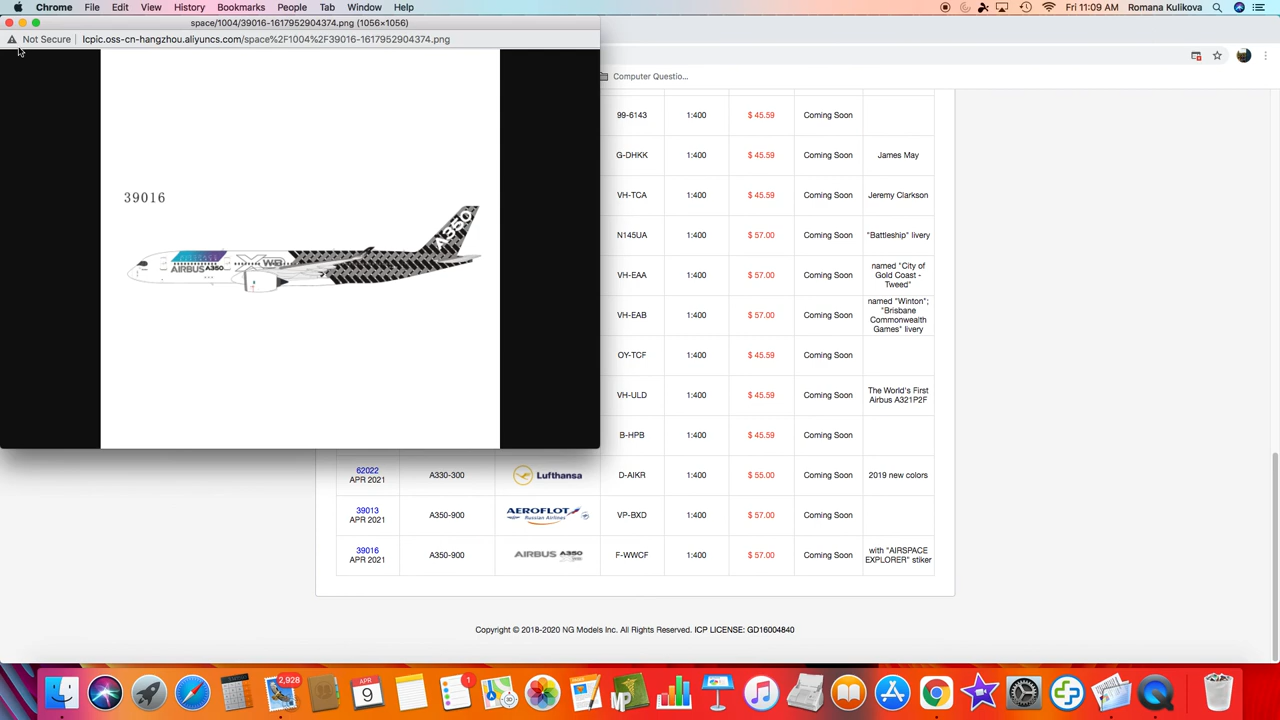 Chrome File Edit View History Bookmarks People Tab Window Help
Fri 11:09 AM Romana Kulikova
space/1004/39016-1617952904374.png (1056×1056)
Not Secure lcpic.oss-cn-hangzhou.aliyuncs.com/space%2F1004%2F39016-1617952904374.png
Computer Questio...
39016
A350
AIRBUS A350
XWB
99-6143 1:400 $ 45.59 Coming Soon
G-DHKK 1:400 $ 45.59 Coming Soon James May
VH-TCA 1:400 $ 45.59 Coming Soon Jeremy Clarkson
N145UA 1:400 $ 57.00 Coming Soon "Battleship" livery
VH-EAA 1:400 $ 57.00 Coming Soon named "City of
Gold Coast -
Tweed"
VH-EAB 1:400 $ 57.00 Coming Soon named "Winton";
"Brisbane
Commonwealth
Games" livery
OY-TCF 1:400 $ 45.59 Coming Soon
VH-ULD 1:400 $ 45.59 Coming Soon The World's First
Airbus A321P2F
B-HPB 1:400 $ 45.59 Coming Soon
62022
APR 2021 A330-300 Lufthansa D-AIKR 1:400 $ 55.00 Coming Soon 2019 new colors
39013
APR 2021 A350-900 AEROFLOT
Russian Airlines VP-BXD 1:400 $ 57.00 Coming Soon
39016
APR 2021 A350-900 AIRBUS A350 F-WWCF 1:400 $ 57.00 Coming Soon with "AIRSPACE
EXPLORER" stiker
Copyright © 2018-2020 NG Models Inc. All Rights Reserved. ICP LICENSE: GD16004840
2,928
APR
9
1